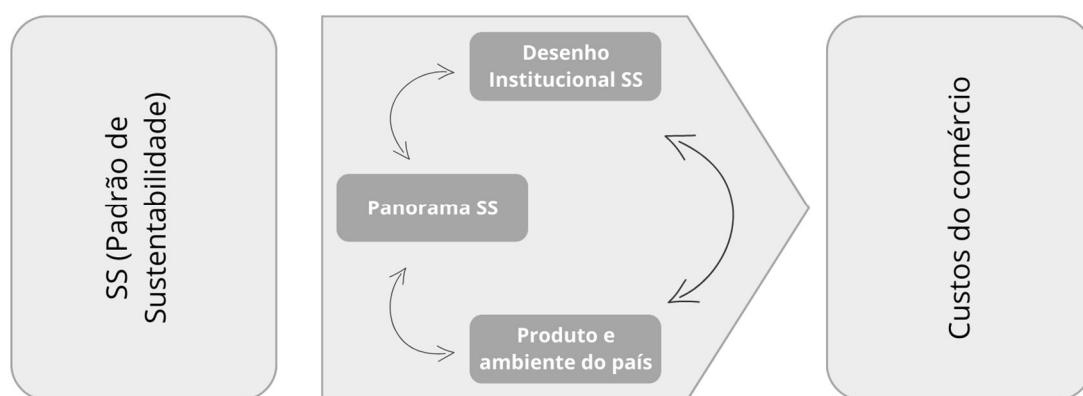 SS (Padrão de
Sustentabilidade)
Desenho
Institucional SS
Panorama SS
Produto e
ambiente do país
Custos do comércio